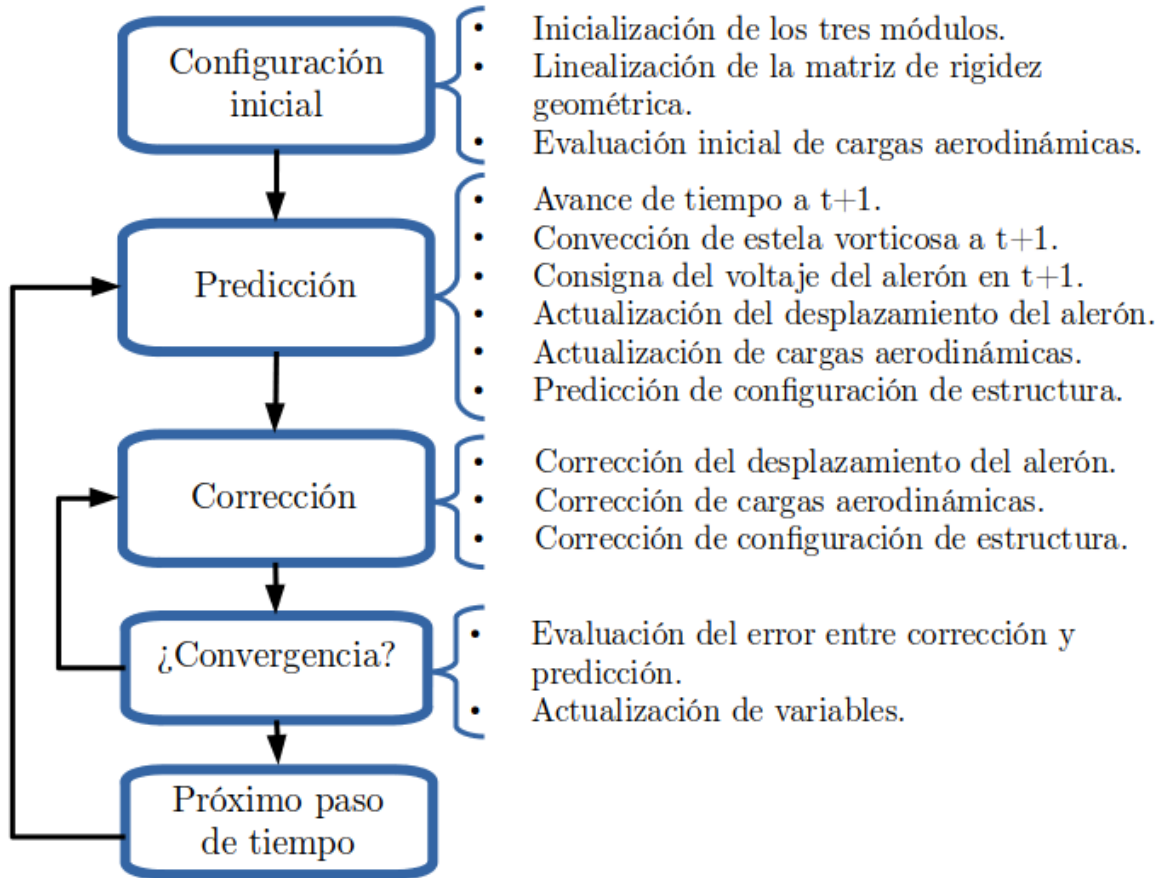 Configuración
inicial
• Inicialización de los tres módulos.
• Linealización de la matriz de rigidez
geométrica.
• Evaluación inicial de cargas aerodinámicas.
Predicción
• Avance de tiempo a t+1.
• Convección de estela vorticosa a t+1.
• Consigna del voltaje del alerón en t+1.
• Actualización del desplazamiento del alerón.
• Actualización de cargas aerodinámicas.
• Predicción de configuración de estructura.
Corrección
• Corrección del desplazamiento del alerón.
• Corrección de cargas aerodinámicas.
• Corrección de configuración de estructura.
¿Convergencia?
• Evaluación del error entre corrección y
predicción.
• Actualización de variables.
Próximo paso
de tiempo